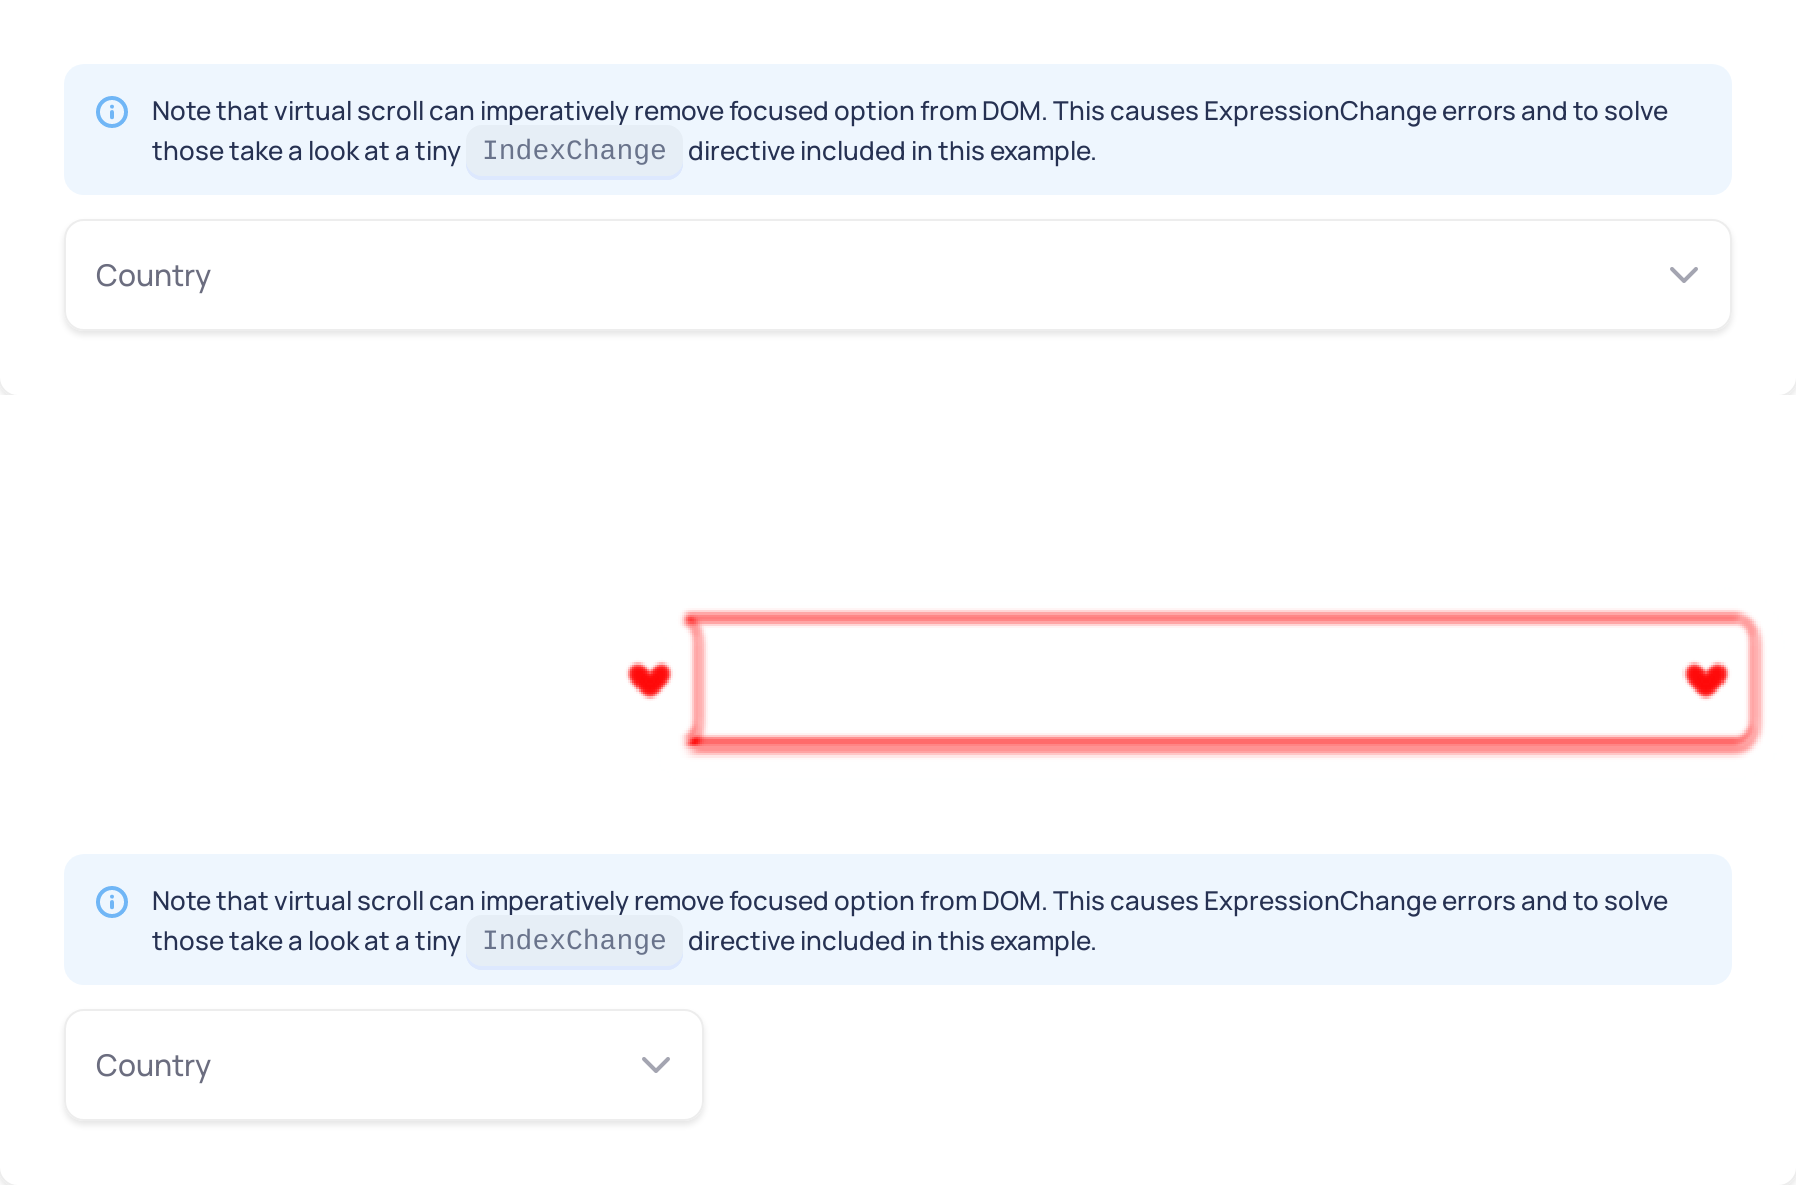 Note that virtual scroll can imperatively remove focused option from DOM. This causes ExpressionChange errors and to solve
those take a look at a tiny IndexChange directive included in this example.
Country
Note that virtual scroll can imperatively remove focused option from DOM. This causes ExpressionChange errors and to solve
those take a look at a tiny IndexChange directive included in this example.
Country